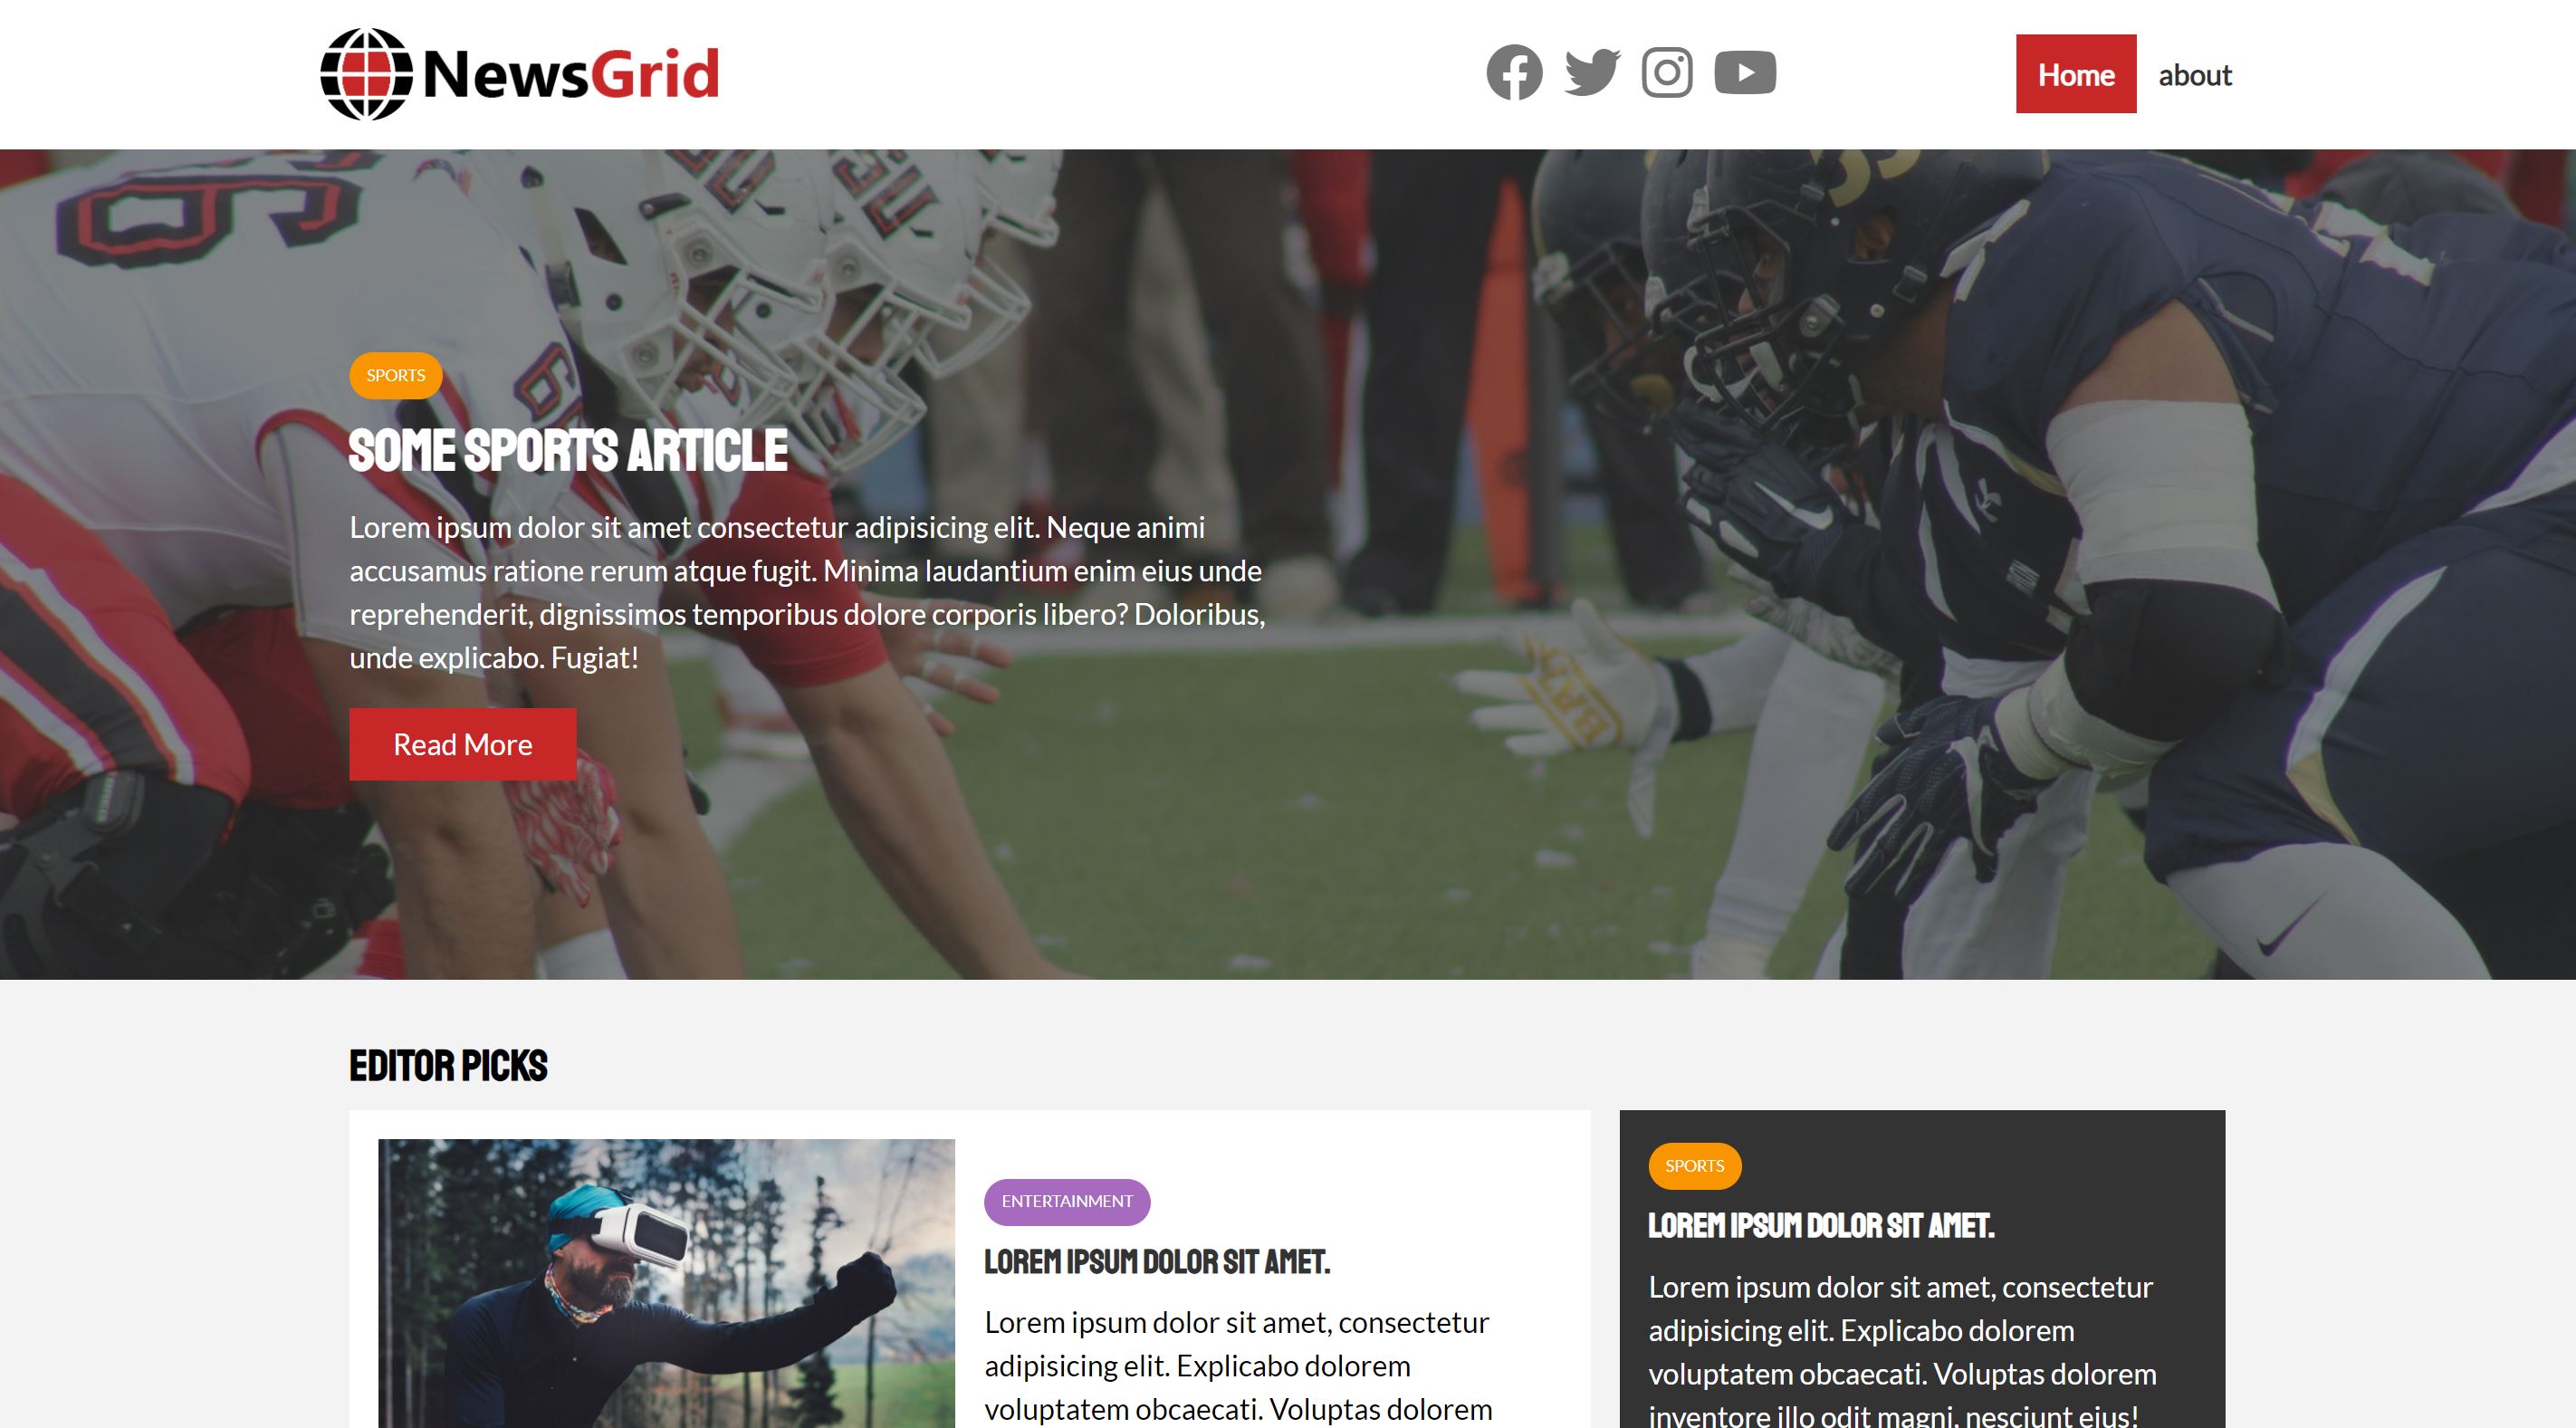 NewsGrid
Home about
SPORTS
SOME SPORTS ARTICLE
Lorem ipsum dolor sit amet consectetur adipisicing elit. Neque animi
accusamus ratione rerum atque fugit. Minima laudantium enim eius unde
reprehenderit, dignissimos temporibus dolore corporis libero? Doloribus,
unde explicabo. Fugiat!
Read More
EDITOR PICKS
ENTERTAINMENT
LOREM IPSUM DOLOR SIT AMET.
Lorem ipsum dolor sit amet, consectetur
adipisicing elit. Explicabo dolorem
voluptatem obcaecati. Voluptas dolorem
SPORTS
LOREM IPSUM DOLOR SIT AMET.
Lorem ipsum dolor sit amet, consectetur
adipisicing elit. Explicabo dolorem
voluptatem obcaecati. Voluptas dolorem
inventore illo odit magni, nesciunt eius!